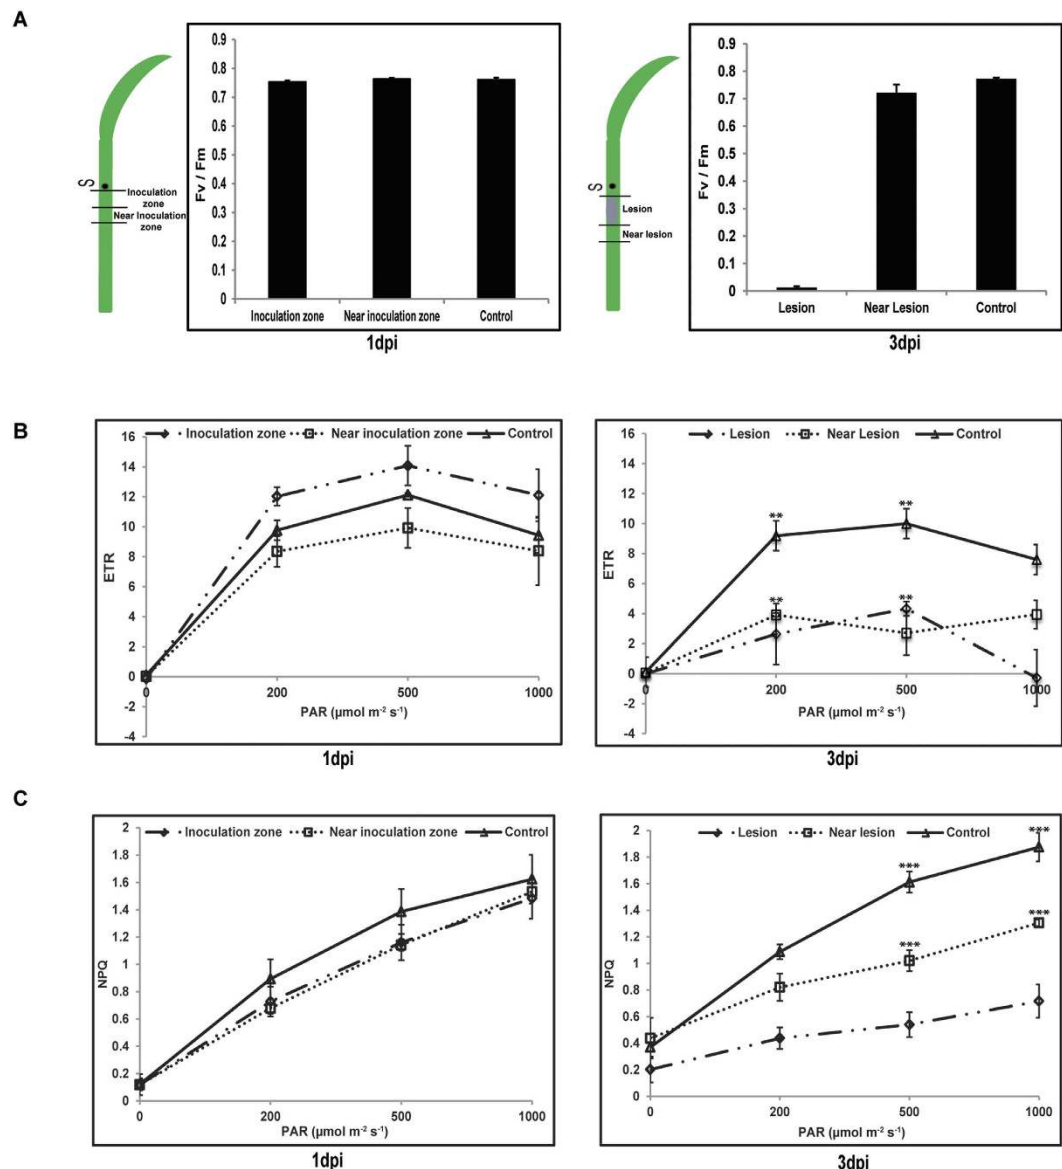 A
S
Inoculation
zone
Near Inoculation
zone
Fv / Fm
0.9
0.8
0.7
0.6
0.5
0.4
0.3
0.2
0.1
0
Inoculation zone Near inoculation zone Control
1dpi
S
Lesion
Near lesion
Fv / Fm
0.9
0.8
0.7
0.6
0.5
0.4
0.3
0.2
0.1
0
Lesion Near Lesion Control
3dpi
B
Inoculation zone Near inoculation zone Control
ETR
16
14
12
10
8
6
4
2
0
-2
-4
0 200 500 1000
PAR (µmol m⁻² s⁻¹)
1dpi
Lesion Near Lesion Control
ETR
16
14
12
10
8
6
4
2
0
-2
-4
** **
** **
0 200 500 1000
PAR (µmol m⁻² s⁻¹)
3dpi
C
Inoculation zone Near inoculation zone Control
NPQ
2
1.8
1.6
1.4
1.2
1
0.8
0.6
0.4
0.2
0
0 200 500 1000
PAR (µmol m⁻² s⁻¹)
1dpi
Lesion Near lesion Control
NPQ
2
1.8
1.6
1.4
1.2
1
0.8
0.6
0.4
0.2
0
*** ***
*** ***
0 200 500 1000
PAR (µmol m⁻² s⁻¹)
3dpi